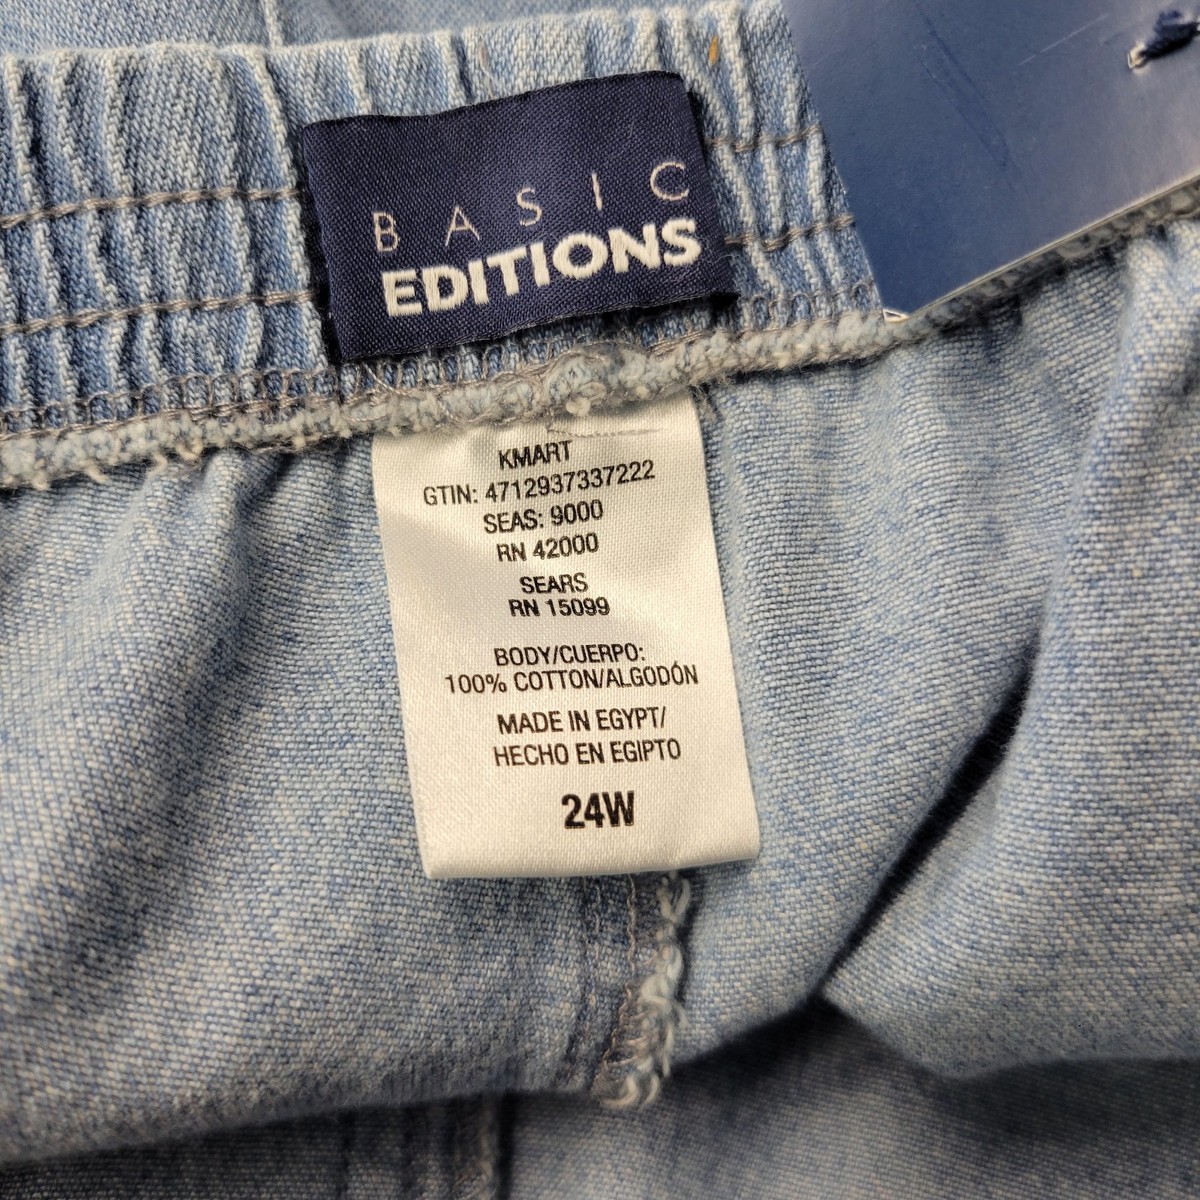 BASIC
EDITIONS
KMART
GTIN: 4712937337222
SEAS: 9000
RN 42000
SEARS
RN 15099
BODY/CUERPO:
100% COTTON/ALGODÓN
MADE IN EGYPT/
HECHO EN EGIPTO
24W